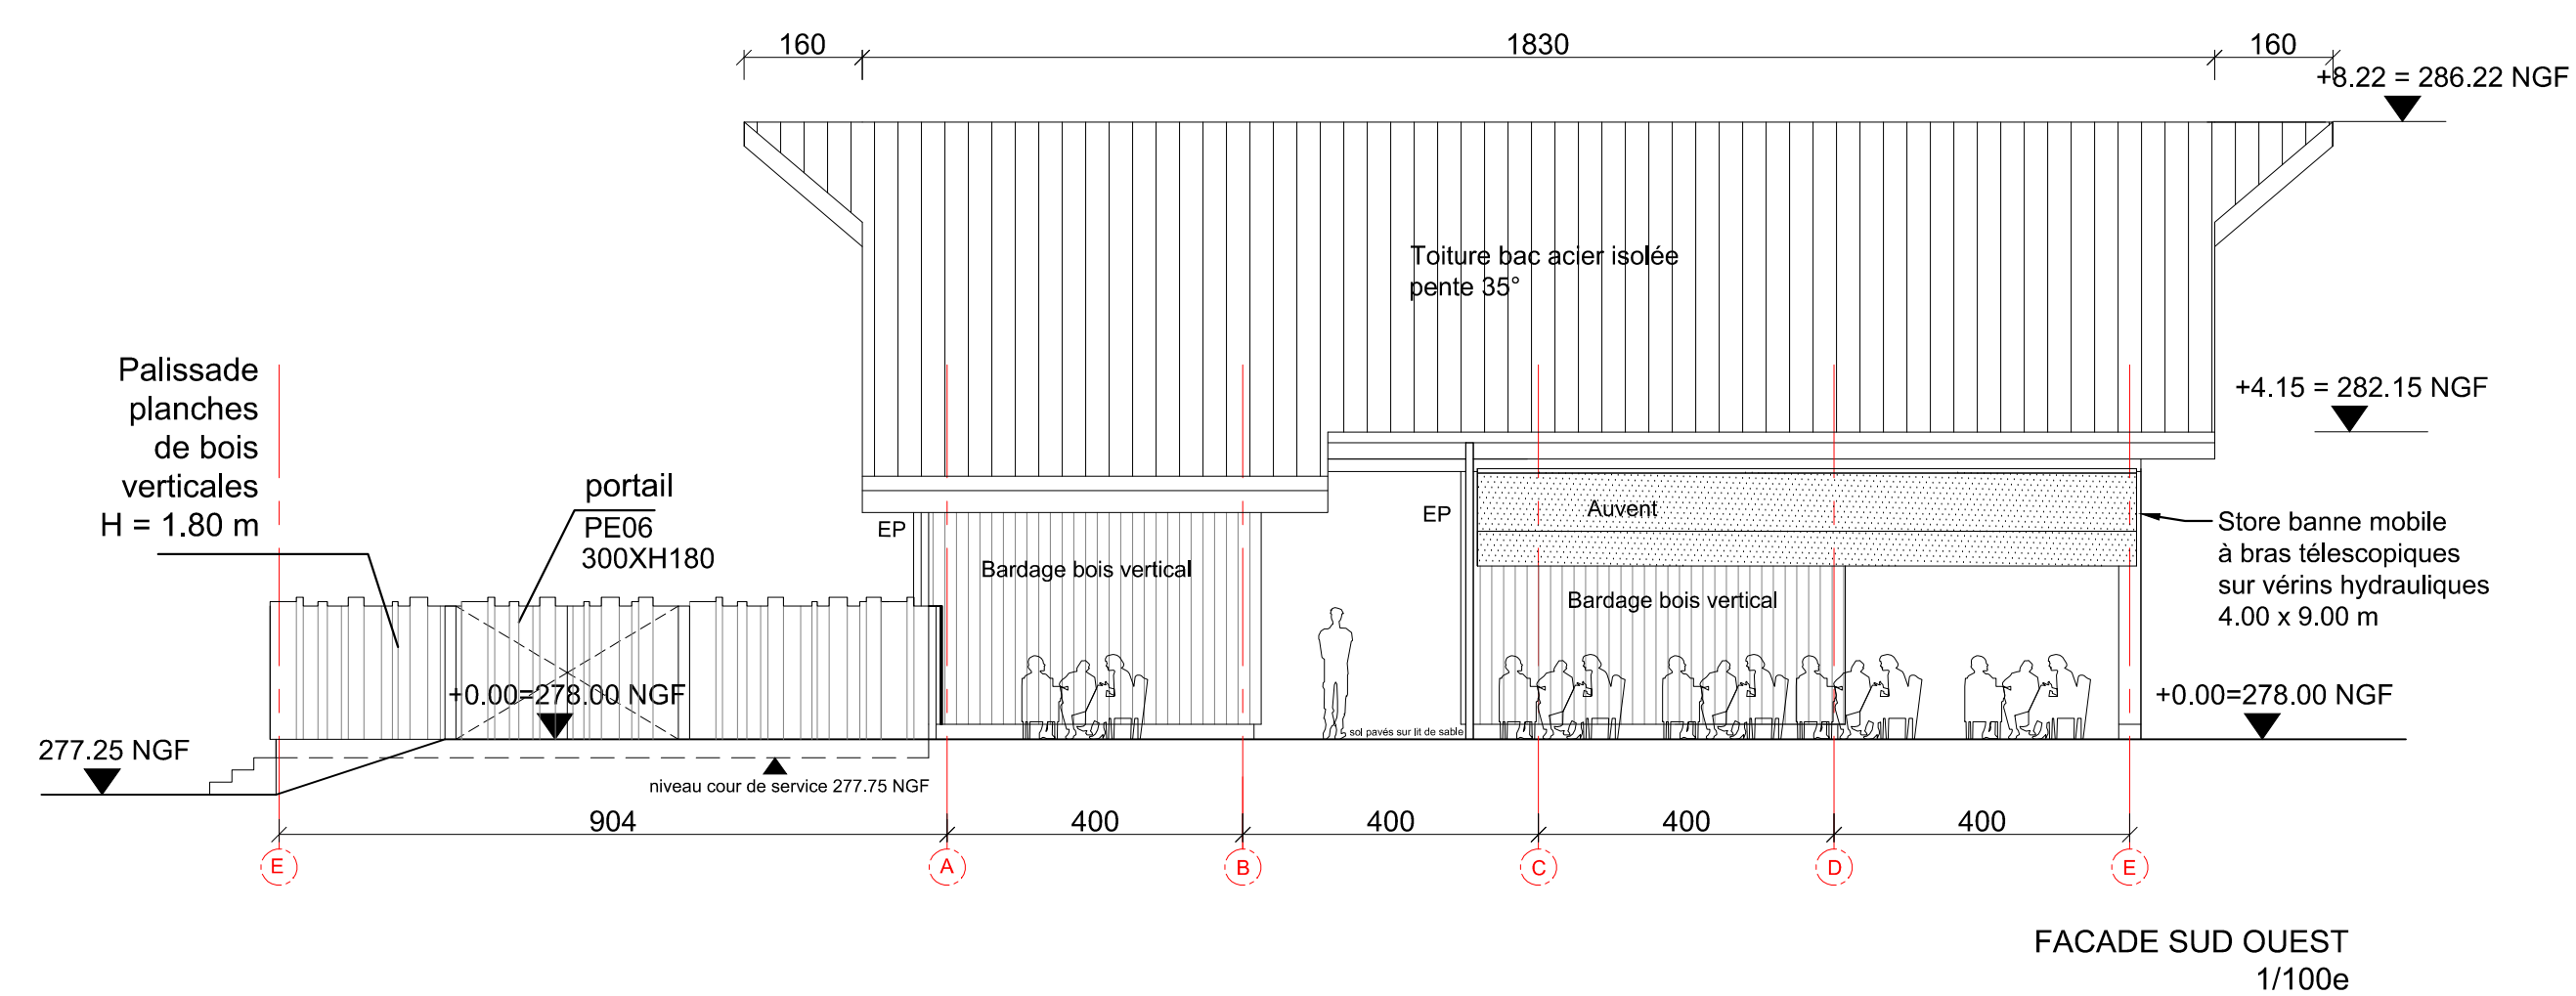 160
1830
160
+8.22 = 286.22 NGF
Toiture bac acier isolée
pente 35°
+4.15 = 282.15 NGF
Palissade
planches
de bois
verticales
H = 1.80 m
portail
PE06
300XH180
EP
Bardage bois vertical
EP
Auvent
Bardage bois vertical
Store banne mobile
à bras télescopiques
sur vérins hydrauliques
4.00 x 9.00 m
+0.00=278.00 NGF
+0.00=278.00 NGF
sol pavés sur lit de sable
277.25 NGF
niveau cour de service 277.75 NGF
904
400
400
400
400
E
A
B
C
D
E
FACADE SUD OUEST
1/100e